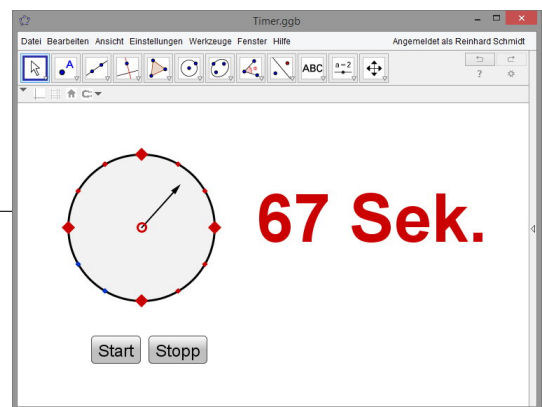 Timer.ggb
Datei Bearbeiten Ansicht Einstellungen Werkzeuge Fenster Hilfe Angemeldet als Reinhard Schmidt
A ABC a=2
?
67 Sek.
Start Stopp